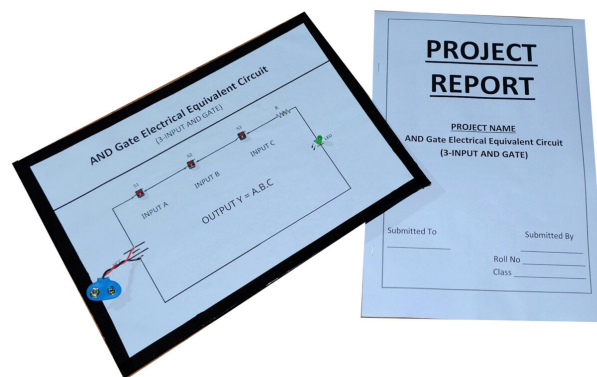 AND Gate Electrical Equivalent Circuit
(3-INPUT AND GATE)
S1
S2
S3
R
LED
INPUT A
INPUT B
INPUT C
OUTPUT Y = A.B.C
PROJECT
REPORT
PROJECT NAME
AND Gate Electrical Equivalent Circuit
(3-INPUT AND GATE)
Submitted To
Submitted By
Roll No
Class